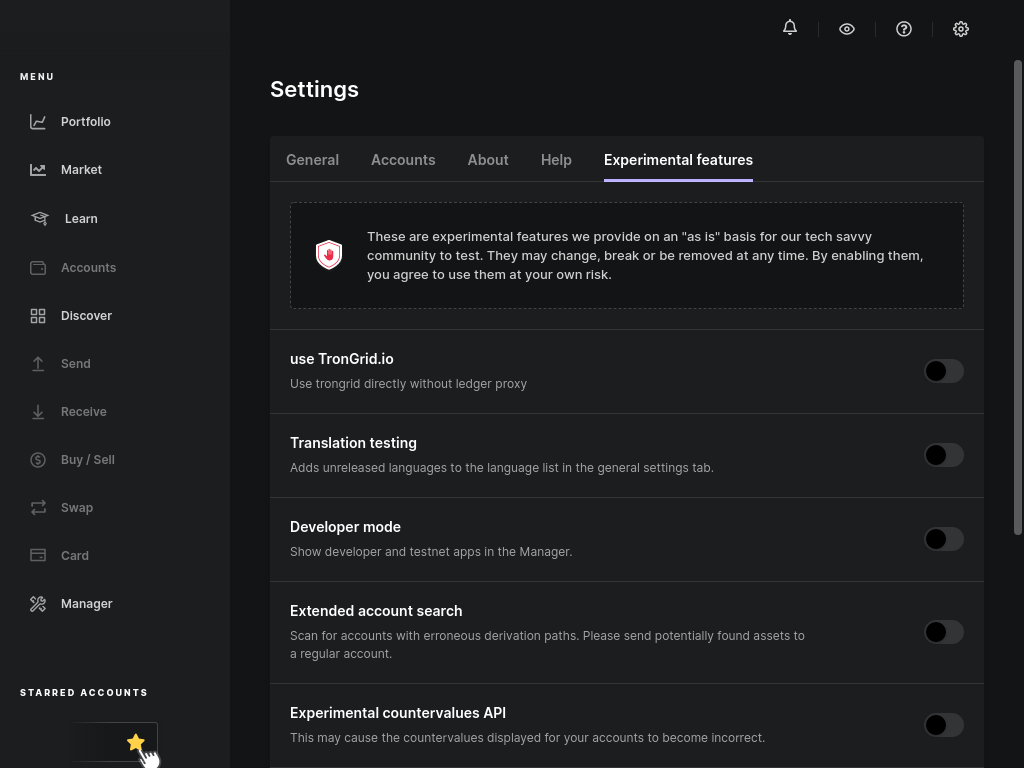 MENU
Portfolio
Market
Learn
Accounts
Discover
Send
Receive
Buy / Sell
Swap
Card
Manager
STARRED ACCOUNTS
Settings
General
Accounts
About
Help
Experimental features
These are experimental features we provide on an "as is" basis for our tech savvy
community to test. They may change, break or be removed at any time. By enabling them,
you agree to use them at your own risk.
use TronGrid.io
Use trongrid directly without ledger proxy
Translation testing
Adds unreleased languages to the language list in the general settings tab.
Developer mode
Show developer and testnet apps in the Manager.
Extended account search
Scan for accounts with erroneous derivation paths. Please send potentially found assets to
a regular account.
Experimental countervalues API
This may cause the countervalues displayed for your accounts to become incorrect.